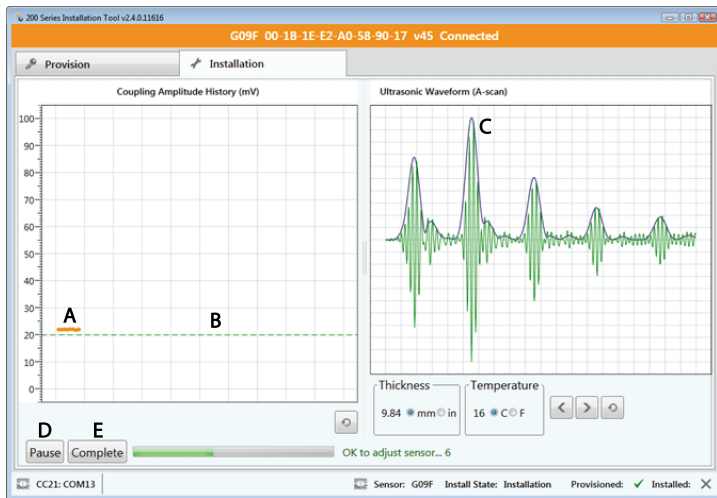 200 Series Installation Tool v2.4.0.11616
G09F 00-1B-1E-E2-A0-58-90-17 v45 Connected
Provision
Installation
Coupling Amplitude History (mV)
100
90
80
70
60
50
40
30
20
10
0
A
B
Ultrasonic Waveform (A-scan)
C
Thickness
9.84 mm in
Temperature
16 C F
< > 
D
E
Pause
Complete
OK to adjust sensor... 6
CC21: COM13
Sensor: G09F Install State: Installation Provisioned: ✓ Installed: ✕